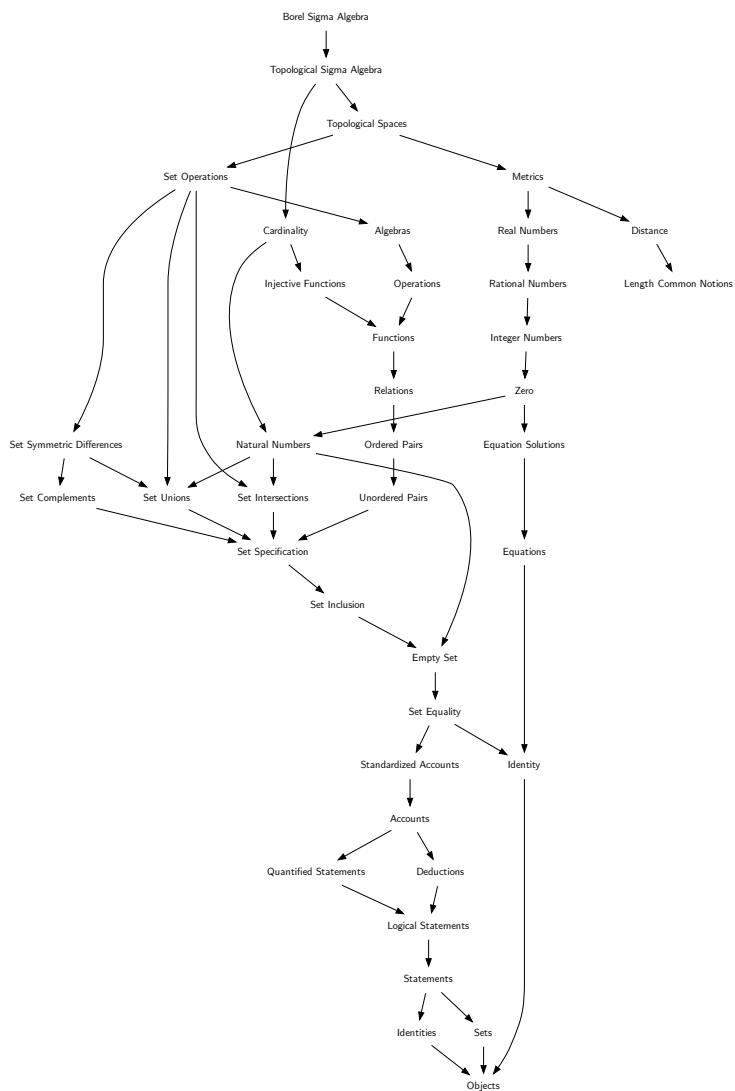 Borel Sigma Algebra
Topological Sigma Algebra
Topological Spaces
Set Operations
Metrics
Cardinality
Algebras
Real Numbers
Distance
Injective Functions
Operations
Rational Numbers
Length Common Notions
Functions
Integer Numbers
Relations
Zero
Set Symmetric Differences
Natural Numbers
Ordered Pairs
Equation Solutions
Set Complements
Set Unions
Set Intersections
Unordered Pairs
Set Specification
Equations
Set Inclusion
Empty Set
Set Equality
Standardized Accounts
Identity
Accounts
Quantified Statements
Deductions
Logical Statements
Statements
Identities
Sets
Objects